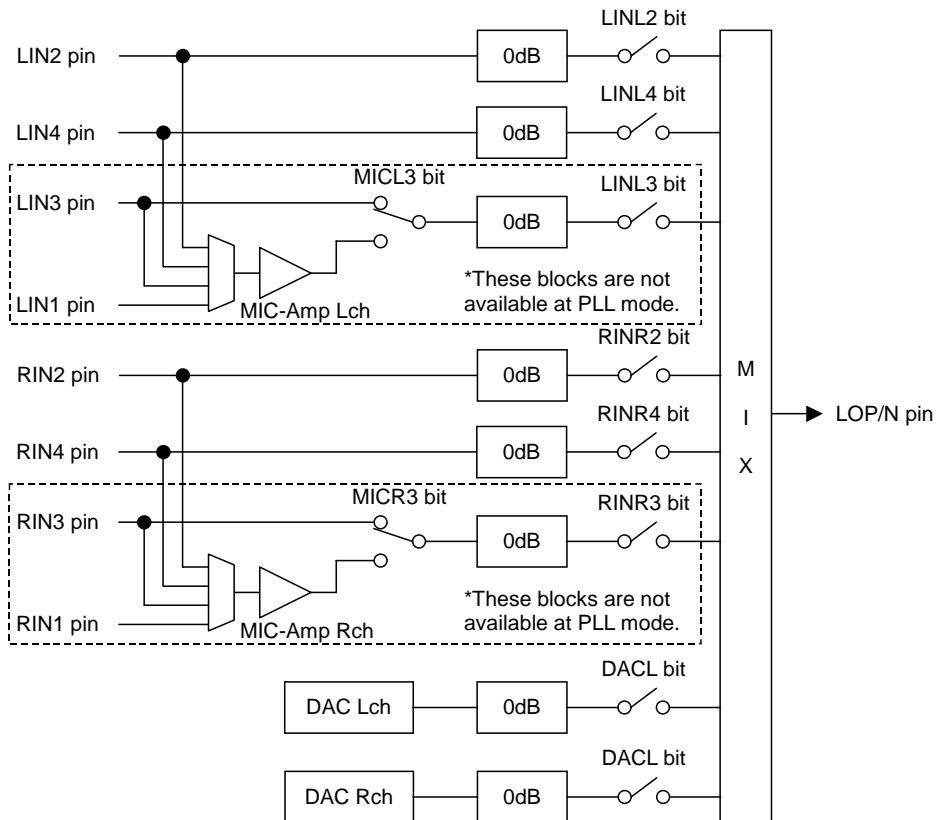 LINL2 bit
LIN2 pin
0dB
LINL4 bit
LIN4 pin
0dB
MICL3 bit
LINL3 bit
LIN3 pin
0dB
*These blocks are not
available at PLL mode.
LIN1 pin
MIC-Amp Lch
RINR2 bit
RIN2 pin
0dB
M
I
X
LOP/N pin
RINR4 bit
RIN4 pin
0dB
MICR3 bit
RINR3 bit
RIN3 pin
0dB
*These blocks are not
available at PLL mode.
RIN1 pin
MIC-Amp Rch
DACL bit
DAC Lch
0dB
DACL bit
DAC Rch
0dB